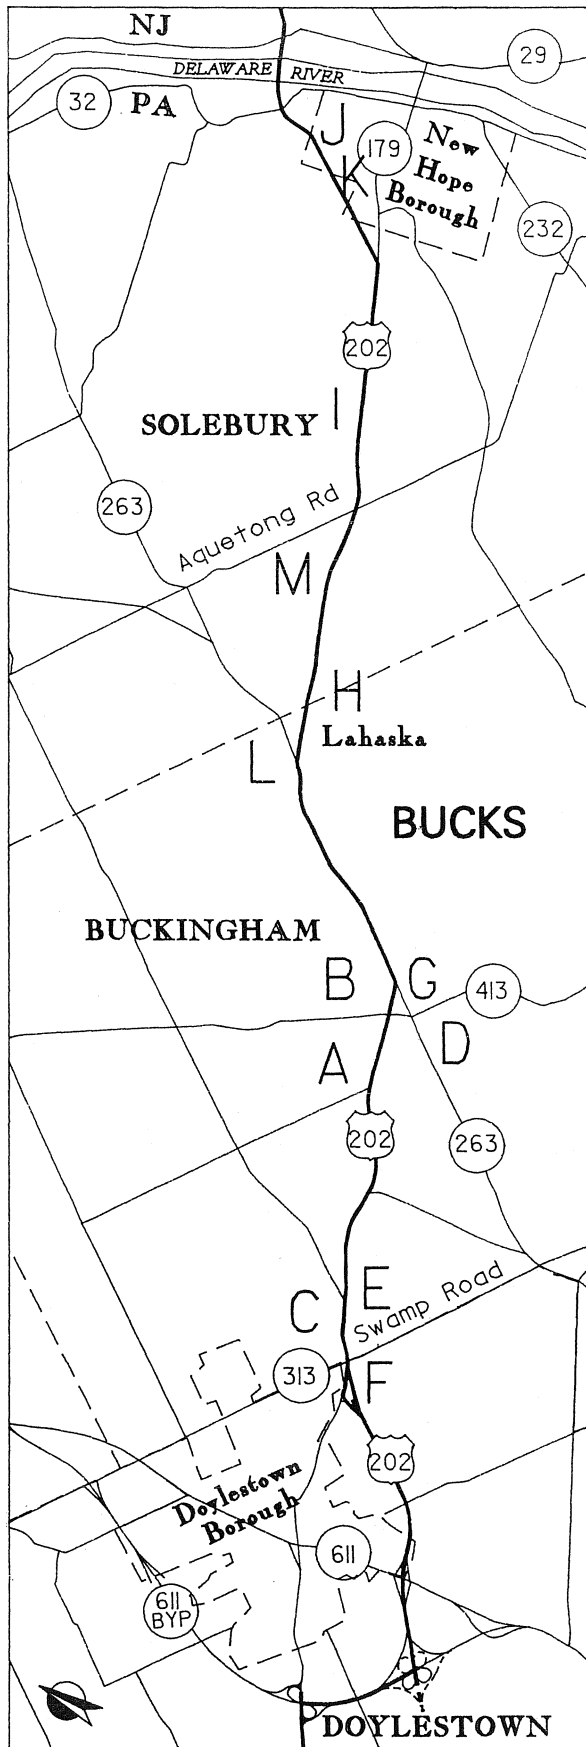 NJ
29
DELAWARE RIVER
32
PA
J
179
New
Hope
Borough
K
232
202
I
SOLEBURY
263
Aquetong Rd
M
H
Lahaska
L
BUCKS
BUCKINGHAM
B
G
413
A
D
202
263
E
C
Swamp Road
313
F
202
Doylestown
Borough
611
611
BYP
DOYLESTOWN